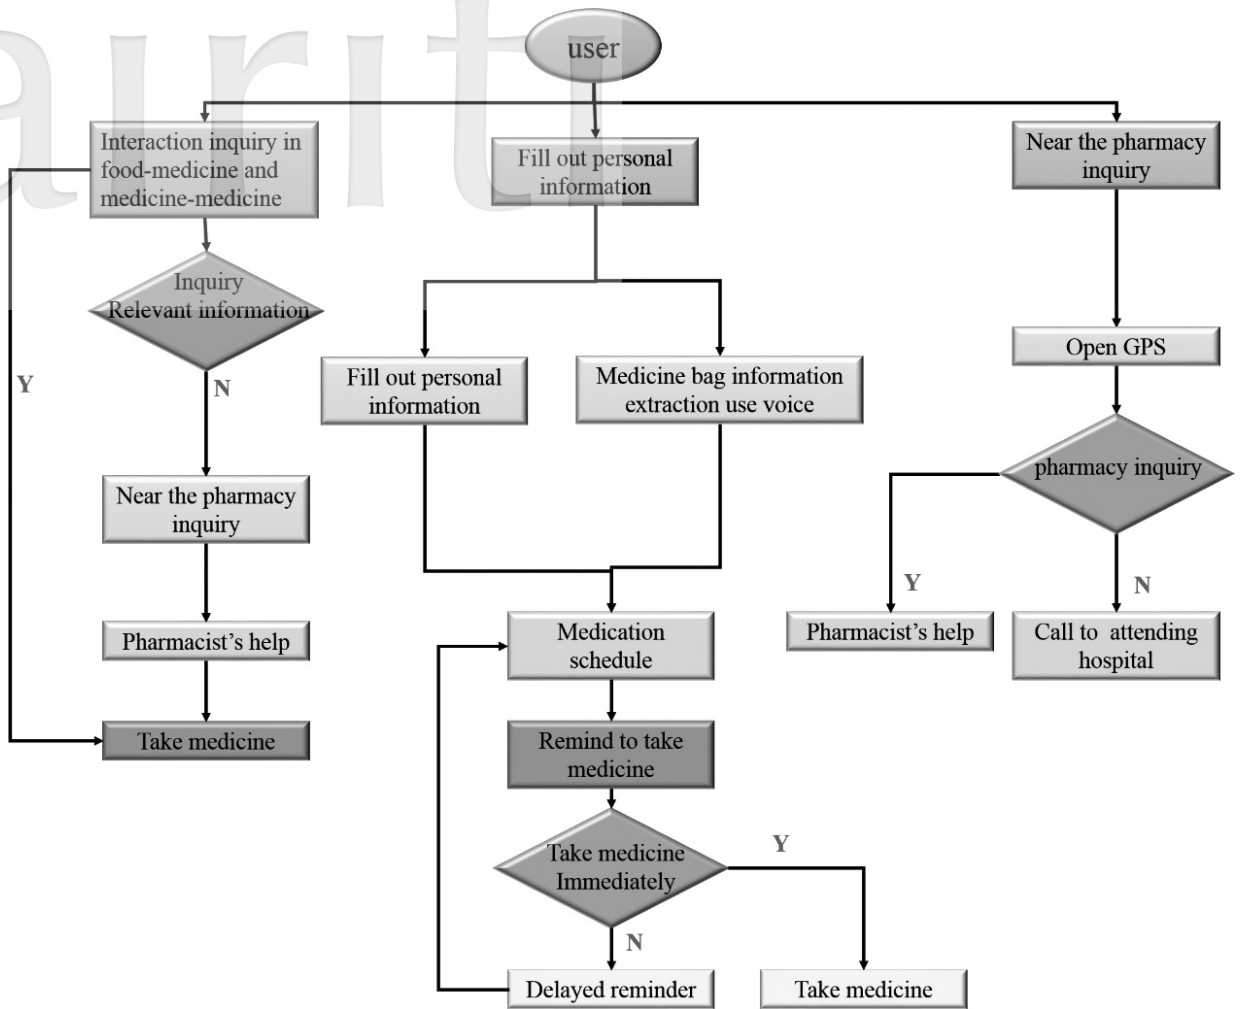 airiti
user
Interaction inquiry in
food-medicine and
medicine-medicine
Fill out personal
information
Near the pharmacy
inquiry
Inquiry
Relevant information
Y
N
Fill out personal
information
Medicine bag information
extraction use voice
Open GPS
pharmacy inquiry
Near the pharmacy
inquiry
Y
N
Pharmacist's help
Medication
schedule
Pharmacist's help
Call to attending
hospital
Take medicine
Remind to take
medicine
Take medicine
Immediately
Y
N
Delayed reminder
Take medicine